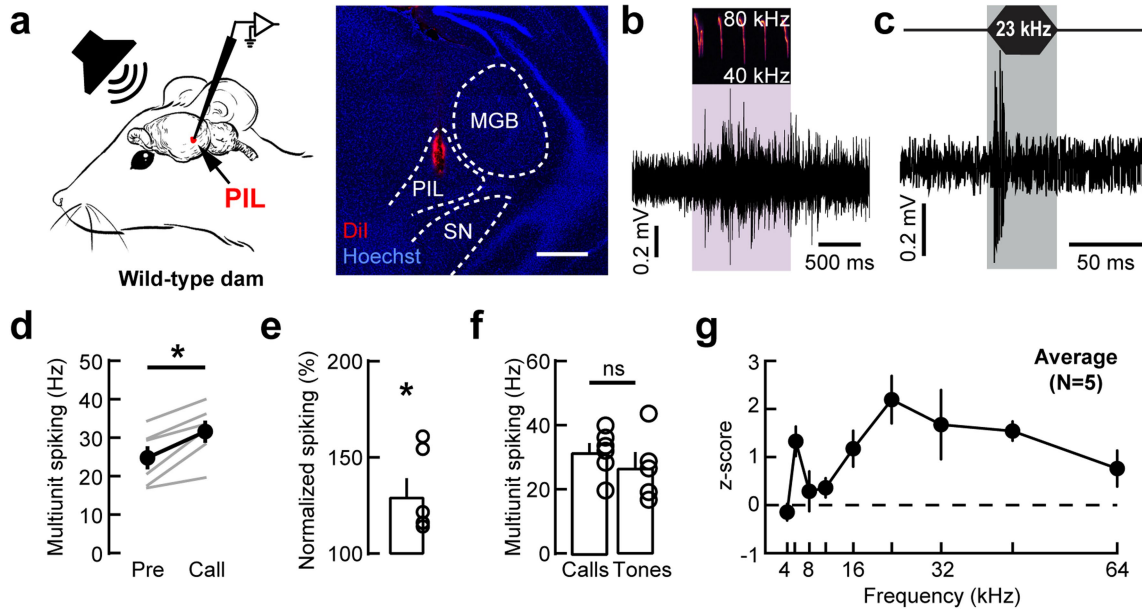 a
PIL
Wild-type dam
MGB
PIL
SN
DiI
Hoechst
b
80 kHz
40 kHz
0.2 mV
500 ms
c
23 kHz
0.2 mV
50 ms
d
Multiunit spiking (Hz)
50
40
30
20
10
0
*
Pre Call
e
Normalized spiking (%)
200
150
100
*
f
Multiunit spiking (Hz)
60
40
20
0
ns
Calls Tones
g
Average
(N=5)
z-score
3
2
1
0
-1
4 8 16 32 64
Frequency (kHz)